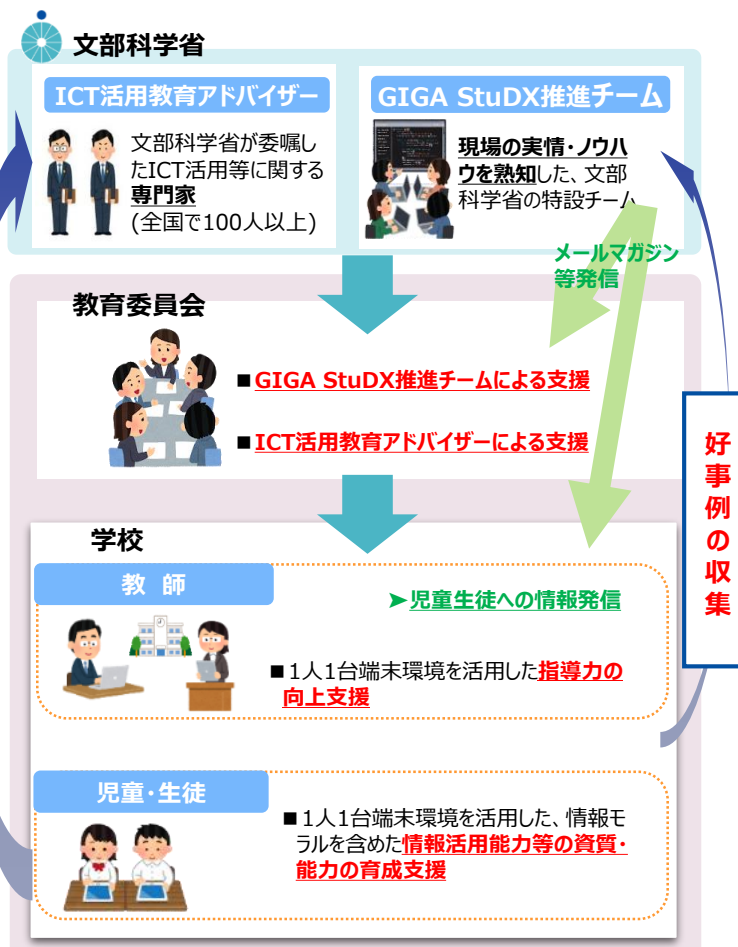 文部科学省
ICT活用教育アドバイザー
文部科学省が委嘱し
たICT活用等に関する
専門家
(全国で100人以上)
GIGA StuDX推進チーム
現場の実情・ノウハ
ウを熟知した、文部
科学省の特設チーム
メールマガジン
等発信
教育委員会
■GIGA StuDX推進チームによる支援
■ICT活用教育アドバイザーによる支援
好事例の収集
学校
教 師
➤児童生徒への情報発信
■1人1台端末環境を活用した指導力の
向上支援
児童・生徒
■1人1台端末環境を活用した、情報モ
ラルを含めた情報活用能力等の資質・
能力の育成支援